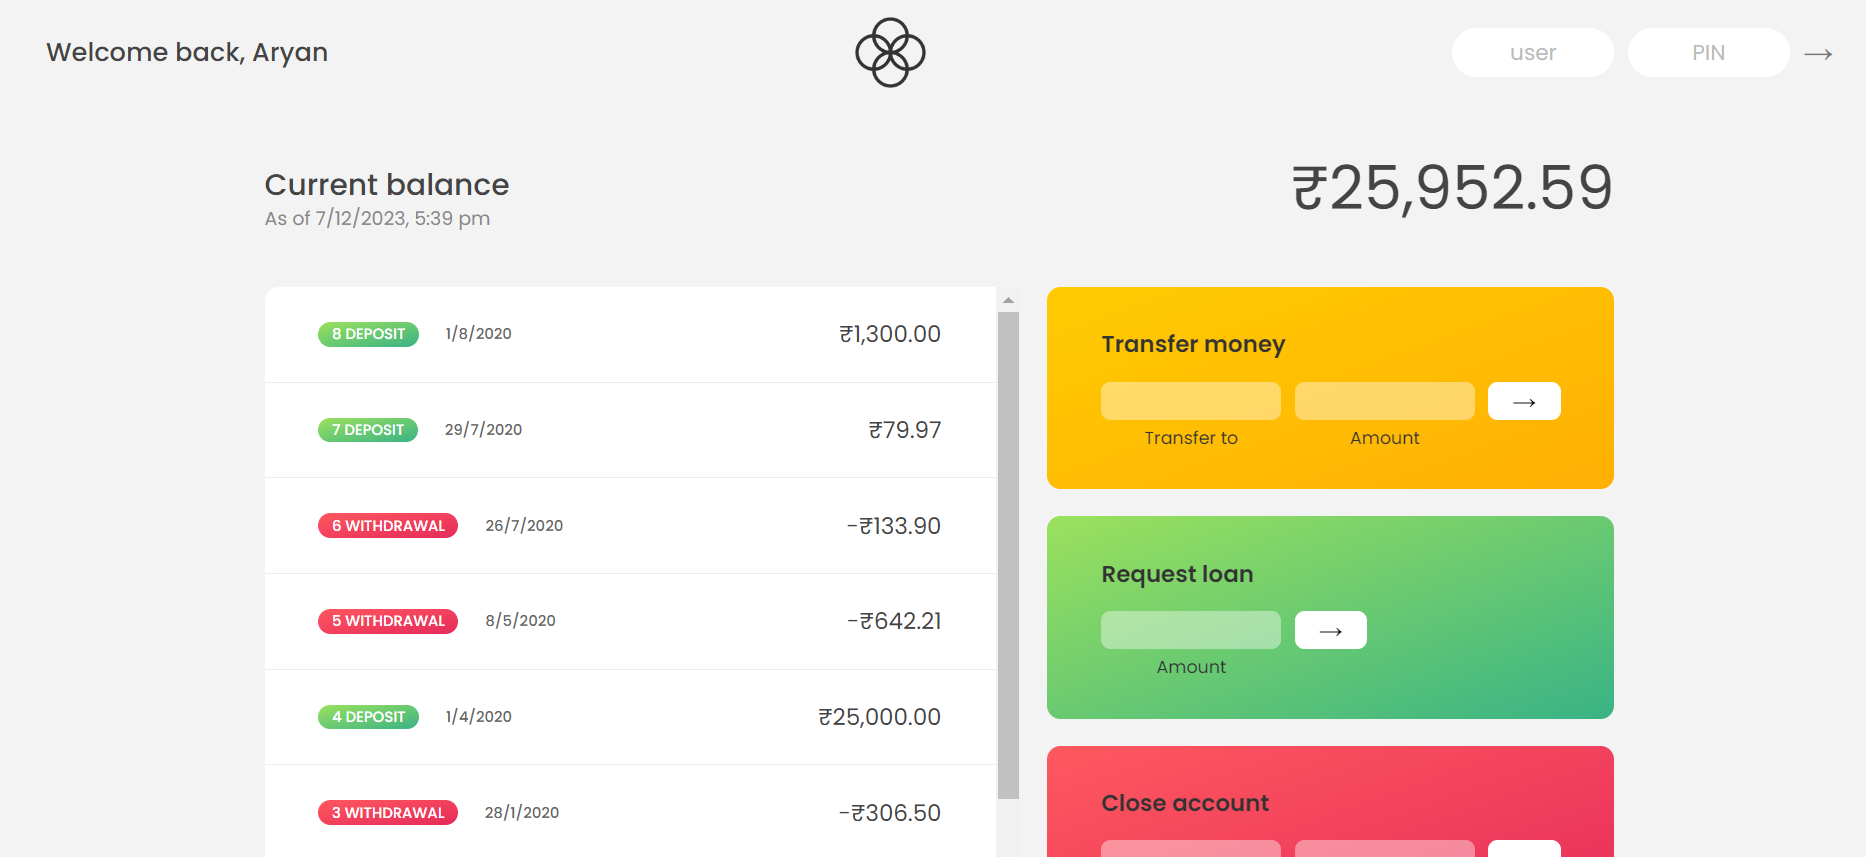 Welcome back, Aryan
user
PIN
→
Current balance
As of 7/12/2023, 5:39 pm
₹25,952.59
8 DEPOSIT 1/8/2020 ₹1,300.00
7 DEPOSIT 29/7/2020 ₹79.97
6 WITHDRAWAL 26/7/2020 -₹133.90
5 WITHDRAWAL 8/5/2020 -₹642.21
4 DEPOSIT 1/4/2020 ₹25,000.00
3 WITHDRAWAL 28/1/2020 -₹306.50
Transfer money
→
Transfer to Amount
Request loan
→
Amount
Close account